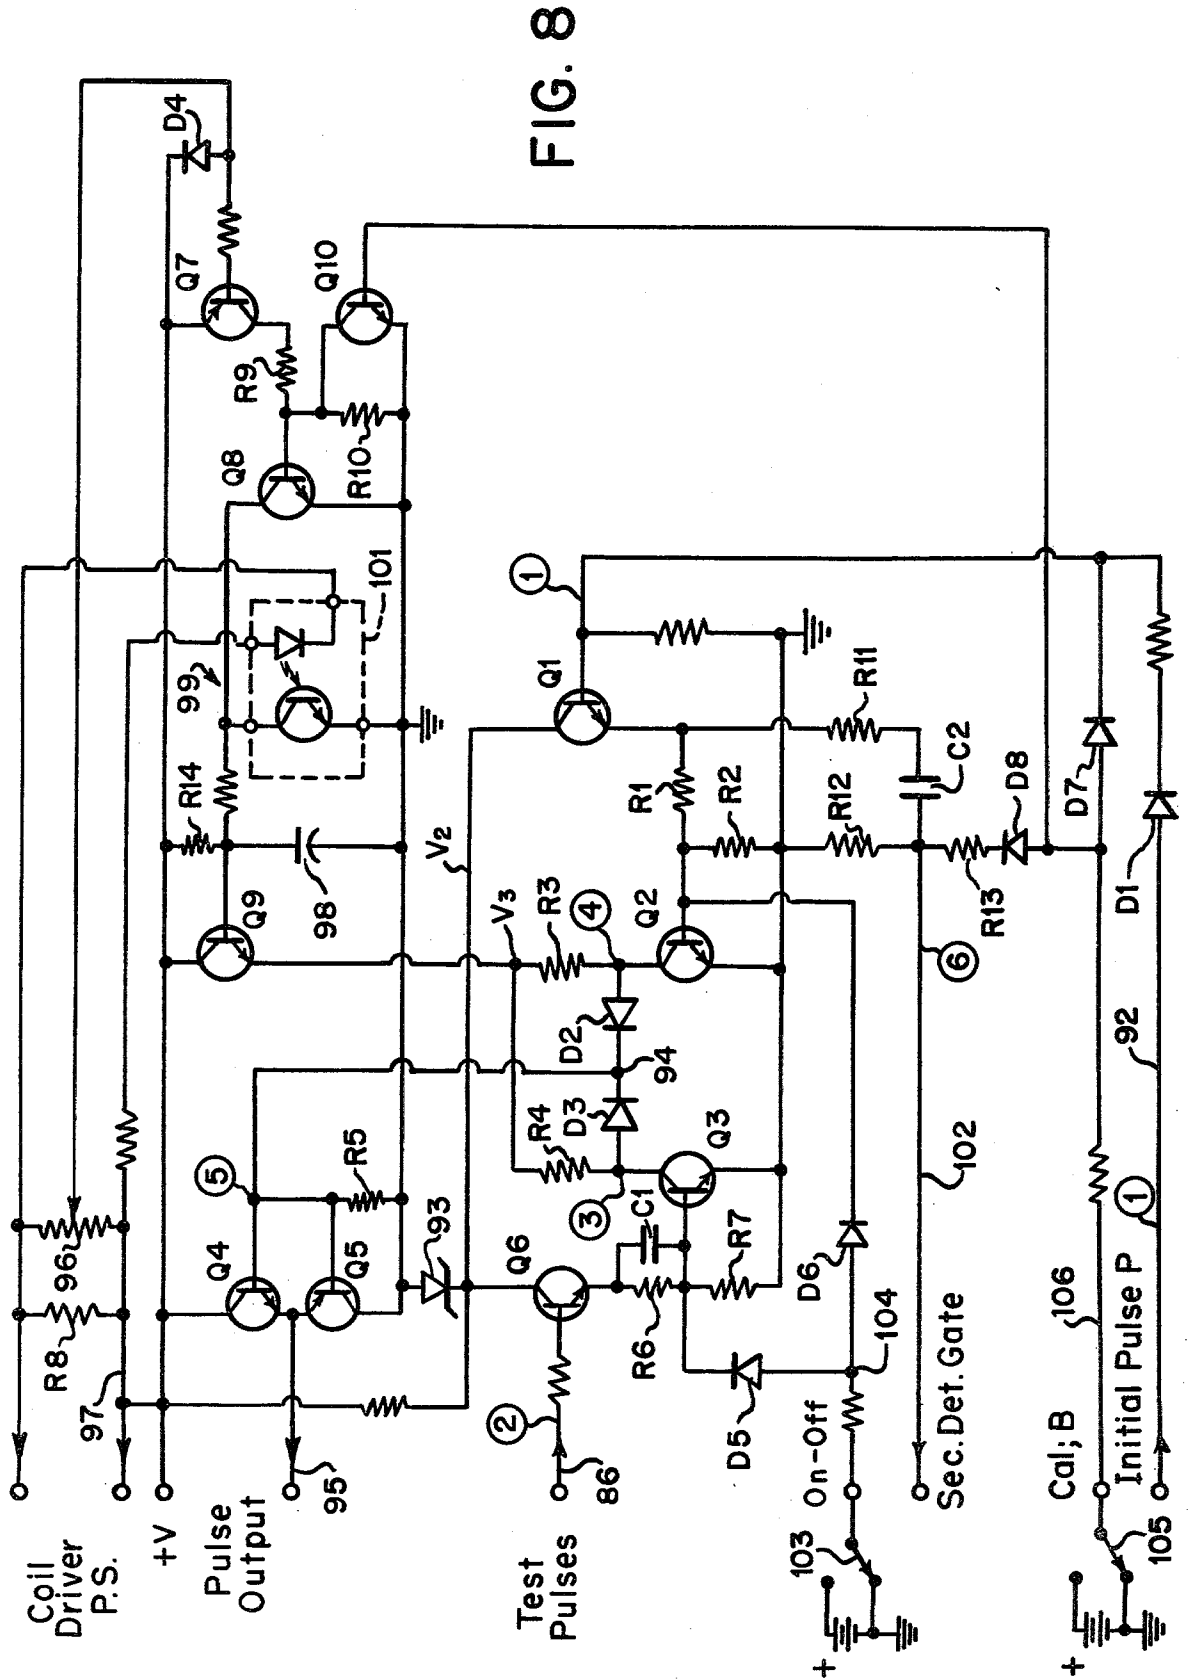 FIG. 8
Coil
Driver
P.S.
+V
Pulse
Output
Test
Pulses
On-Off
Sec. Det. Gate
Cal; B
Initial Pulse P
R8
96
97
95
86
103
+
105
+
Q4
5
Q5
R5
93
Q6
2
R6
C1
R7
D5
104
D6
102
106
1
92
Q9
98
R14
99
101
V2
V3
R3
4
D2
94
D3
R4
3
Q3
Q2
R1
R2
R12
6
R13
D8
C2
R11
Q1
1
D7
D1
Q8
R9
R10
Q7
Q10
D4